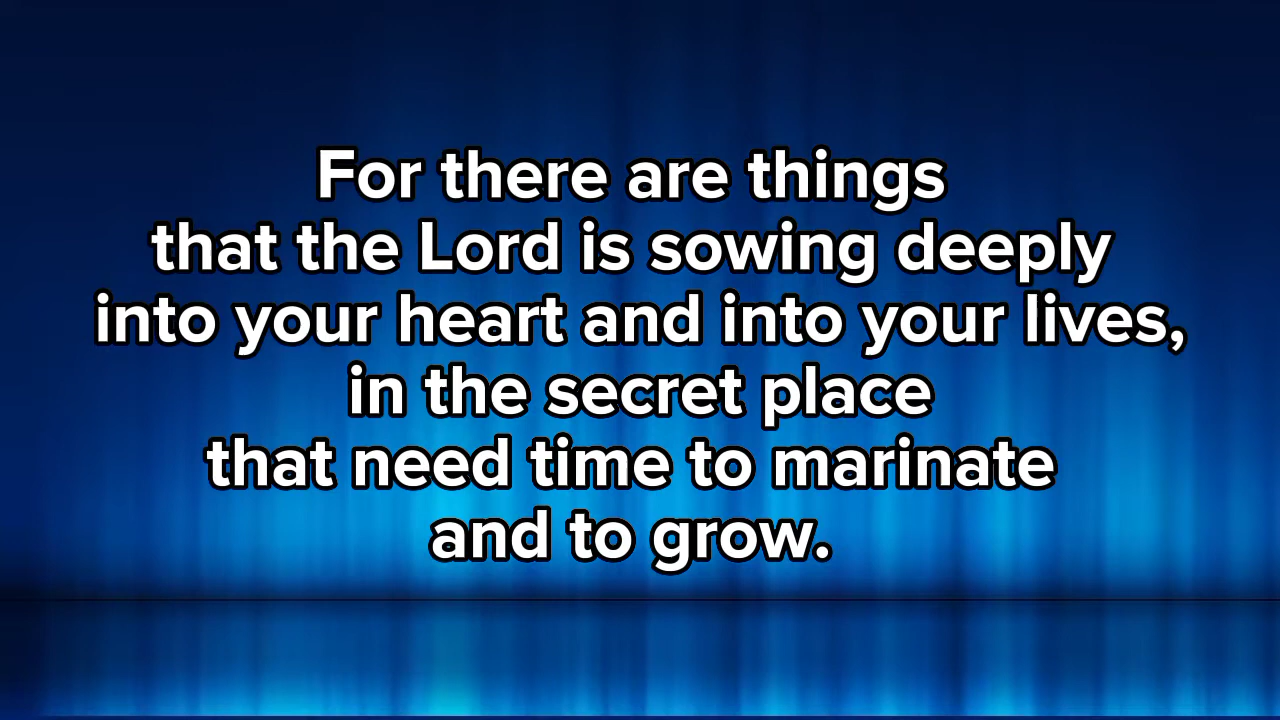 For there are things
that the Lord is sowing deeply
into your heart and into your lives,
in the secret place
that need time to marinate
and to grow.